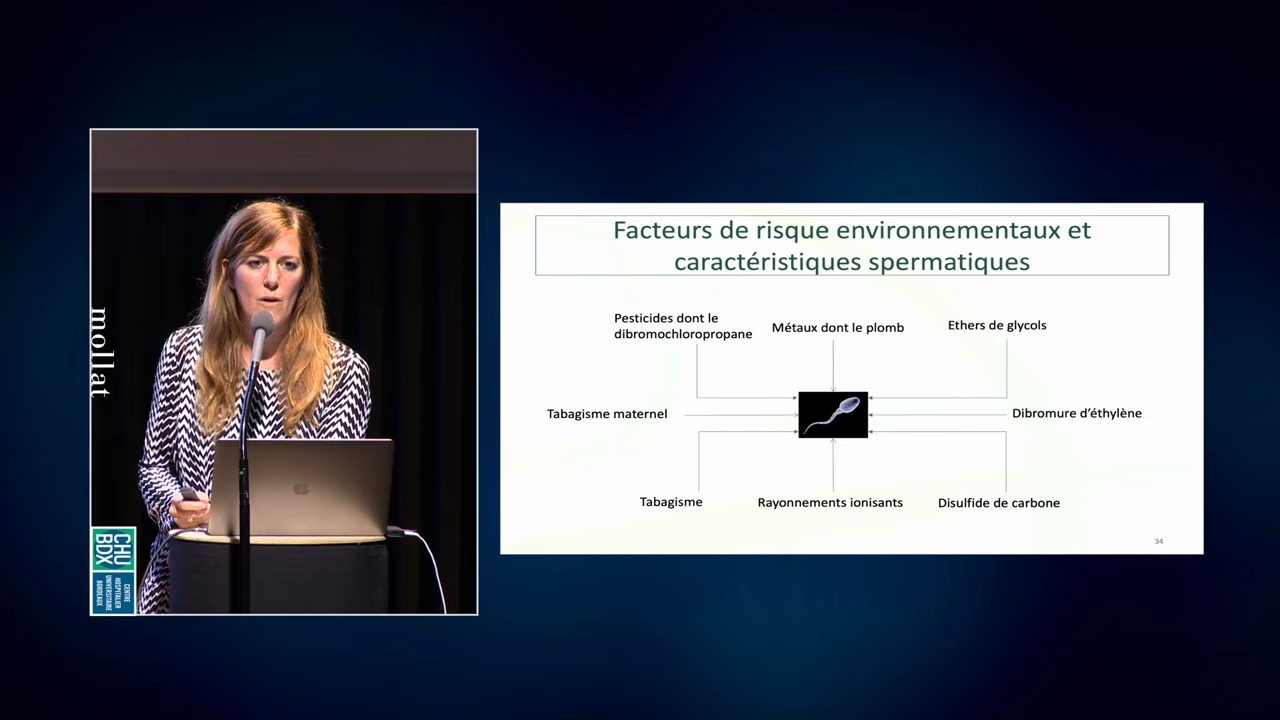 mollat
CHU
BDX
CENTRE
HOSPITALIER
UNIVERSITAIRE
BORDEAUX
Facteurs de risque environnementaux et
caractéristiques spermatiques
Pesticides dont le
dibromochloropropane
Métaux dont le plomb
Ethers de glycols
Tabagisme maternel
Dibromure d’éthylène
Tabagisme
Rayonnements ionisants
Disulfide de carbone
34